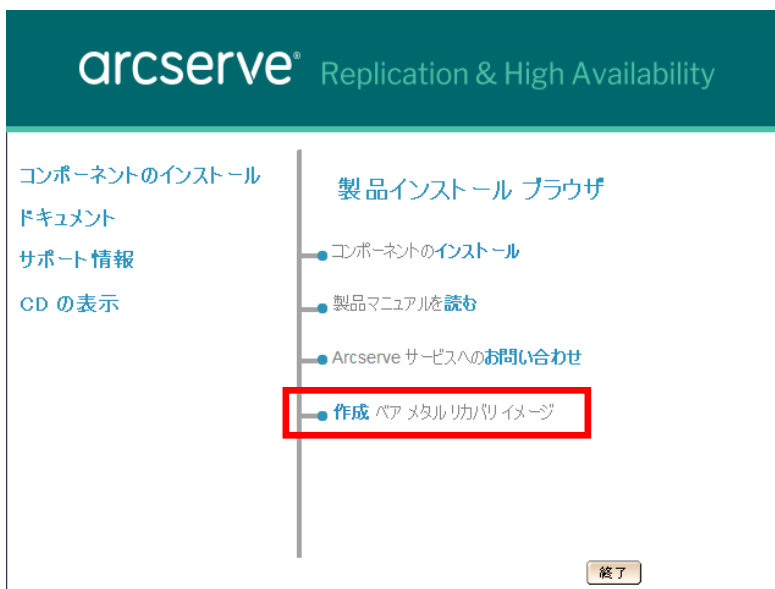 arcserve® Replication & High Availability
コンポーネントのインストール
ドキュメント
サポート情報
CD の表示
製品インストール ブラウザ
コンポーネントのインストール
製品マニュアルを読む
Arcserve サービスへのお問い合わせ
作成 ベア メタル リカバリ イメージ
終了